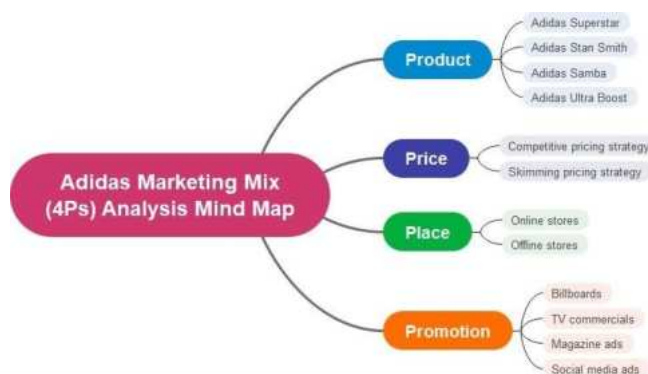 Adidas Marketing Mix
(4Ps) Analysis Mind Map
Product
Adidas Superstar
Adidas Stan Smith
Adidas Samba
Adidas Ultra Boost
Price
Competitive pricing strategy
Skimming pricing strategy
Place
Online stores
Offline stores
Promotion
Billboards
TV commercials
Magazine ads
Social media ads